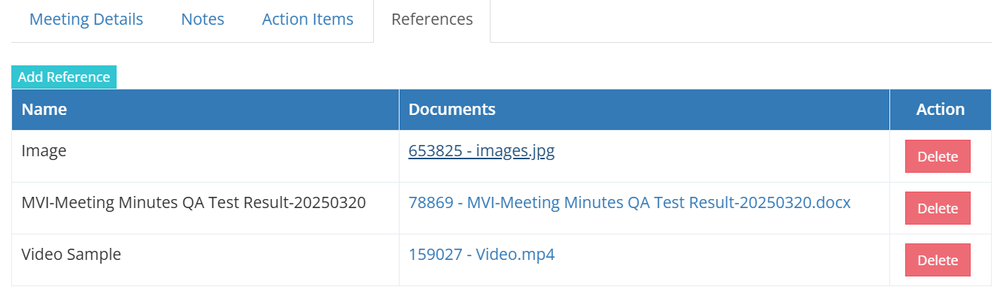 Meeting Details Notes Action Items References
Add Reference
Name Documents Action
Image 653825 - images.jpg Delete
MVI-Meeting Minutes QA Test Result-20250320 78869 - MVI-Meeting Minutes QA Test Result-20250320.docx Delete
Video Sample 159027 - Video.mp4 Delete